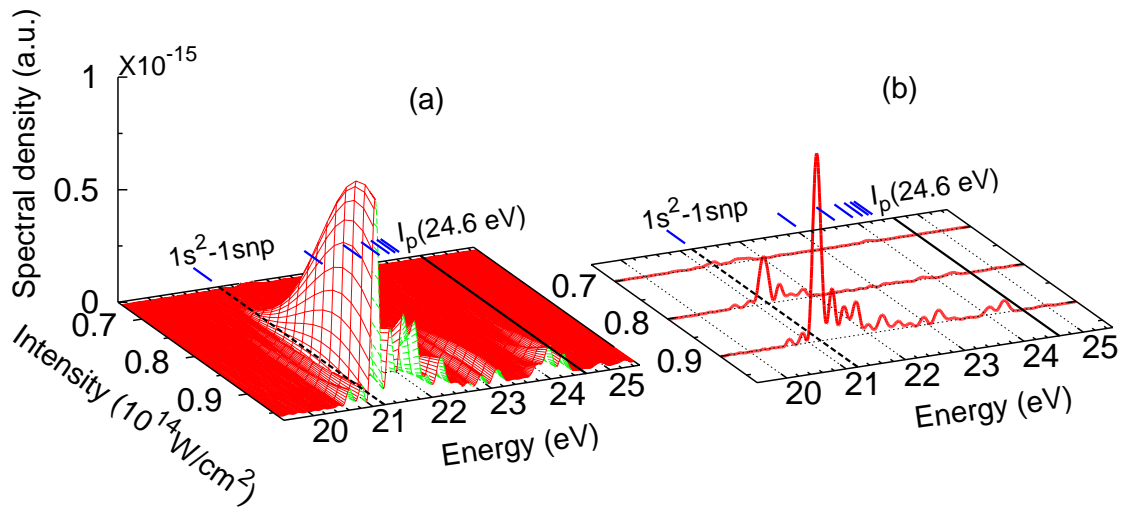 X10⁻¹⁵
(a)
(b)
Spectral density (a.u.)
1
0.5
0
1s²-1snp
Iₚ(24.6 eV)
0.7
0.8
0.9
Intensity (10¹⁴W/cm²)
20
21
22
23
24
25
Energy (eV)
1s²-1snp
Iₚ(24.6 eV)
0.7
0.8
0.9
20
21
22
23
24
25
Energy (eV)